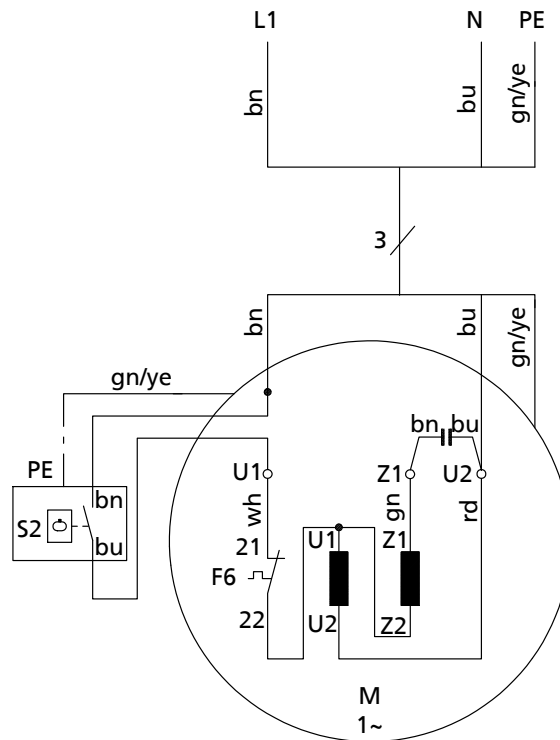 L1 N PE
bn bu gn/ye
3
bn bu gn/ye
gn/ye
bn bu
PE
U1 Z1 U2
bn
S2
wh gn rd
bu
21 U1 Z1
F6
22 U2 Z2
M
1~